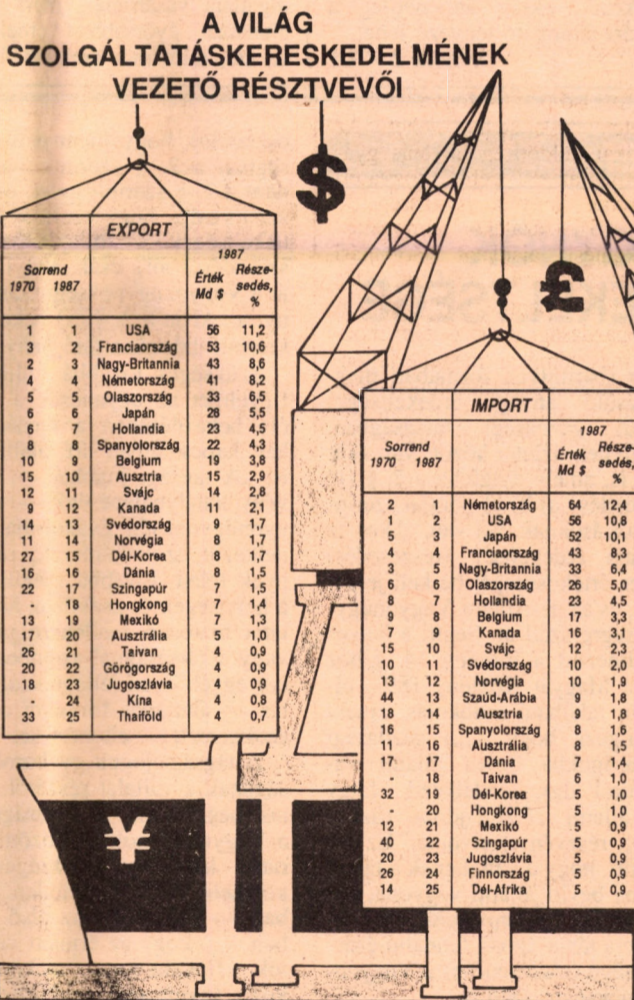 A VILÁG
SZOLGÁLTATÁSKERESKEDELMÉNEK
VEZETŐ RÉSZTVEVŐI
$
EXPORT
1987
Sorrend Érték Része-
1970 1987 Md $ sedés,
%
1 1 USA 56 11,2
3 2 Franciaország 53 10,6
2 3 Nagy-Britannia 43 8,6
4 4 Németország 41 8,2
5 5 Olaszország 33 6,5
6 6 Japán 28 5,5
6 7 Hollandia 23 4,5
8 8 Spanyolország 22 4,3
10 9 Belgium 19 3,8
15 10 Ausztria 15 2,9
12 11 Svájc 14 2,8
9 12 Kanada 11 2,1
14 13 Svédország 9 1,7
11 14 Norvégia 8 1,7
27 15 Dél-Korea 8 1,7
16 16 Dánia 8 1,5
22 17 Szingapúr 7 1,5
- 18 Hongkong 7 1,4
13 19 Mexikó 7 1,3
17 20 Ausztrália 5 1,0
26 21 Taivan 4 0,9
20 22 Görögország 4 0,9
18 23 Jugoszlávia 4 0,9
- 24 Kína 4 0,8
33 25 Thaiföld 4 0,7
£
IMPORT
1987
Sorrend Érték Része-
1970 1987 Md $ sedés,
%
2 1 Németország 64 12,4
1 2 USA 56 10,8
5 3 Japán 52 10,1
4 4 Franciaország 43 8,3
3 5 Nagy-Britannia 33 6,4
6 6 Olaszország 26 5,0
8 7 Hollandia 23 4,5
9 8 Belgium 17 3,3
7 9 Kanada 16 3,1
15 10 Svájc 12 2,3
10 11 Svédország 10 2,0
13 12 Norvégia 10 1,9
44 13 Szaúd-Arábia 9 1,8
18 14 Ausztria 9 1,8
16 15 Spanyolország 8 1,6
11 16 Ausztrália 8 1,5
17 17 Dánia 7 1,4
- 18 Taivan 6 1,0
32 19 Dél-Korea 5 1,0
- 20 Hongkong 5 1,0
12 21 Mexikó 5 0,9
40 22 Szingapúr 5 0,9
20 23 Jugoszlávia 5 0,9
26 24 Finnország 5 0,9
14 25 Dél-Afrika 5 0,9
¥